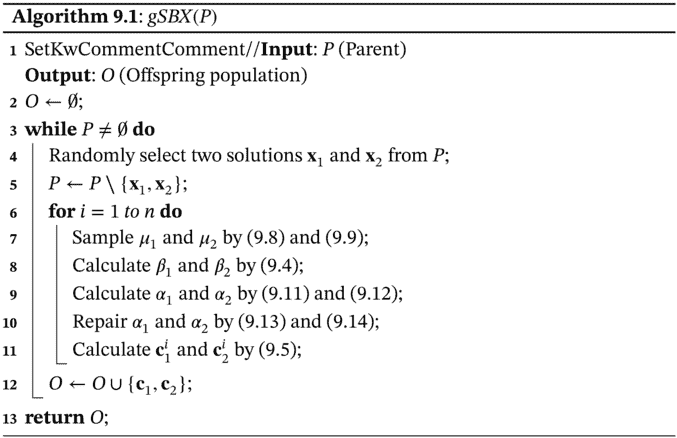 Algorithm 9.1: gSBX(P)
1 SetKwCommentComment//Input: P (Parent)
Output: O (Offspring population)
2 O ← ∅;
3 while P ≠ ∅ do
4 Randomly select two solutions x₁ and x₂ from P;
5 P ← P \ {x₁, x₂};
6 for i = 1 to n do
7 Sample μ₁ and μ₂ by (9.8) and (9.9);
8 Calculate β₁ and β₂ by (9.4);
9 Calculate α₁ and α₂ by (9.11) and (9.12);
10 Repair α₁ and α₂ by (9.13) and (9.14);
11 Calculate c₁ⁱ and c₂ⁱ by (9.5);
12 O ← O ∪ {c₁, c₂};
13 return O;